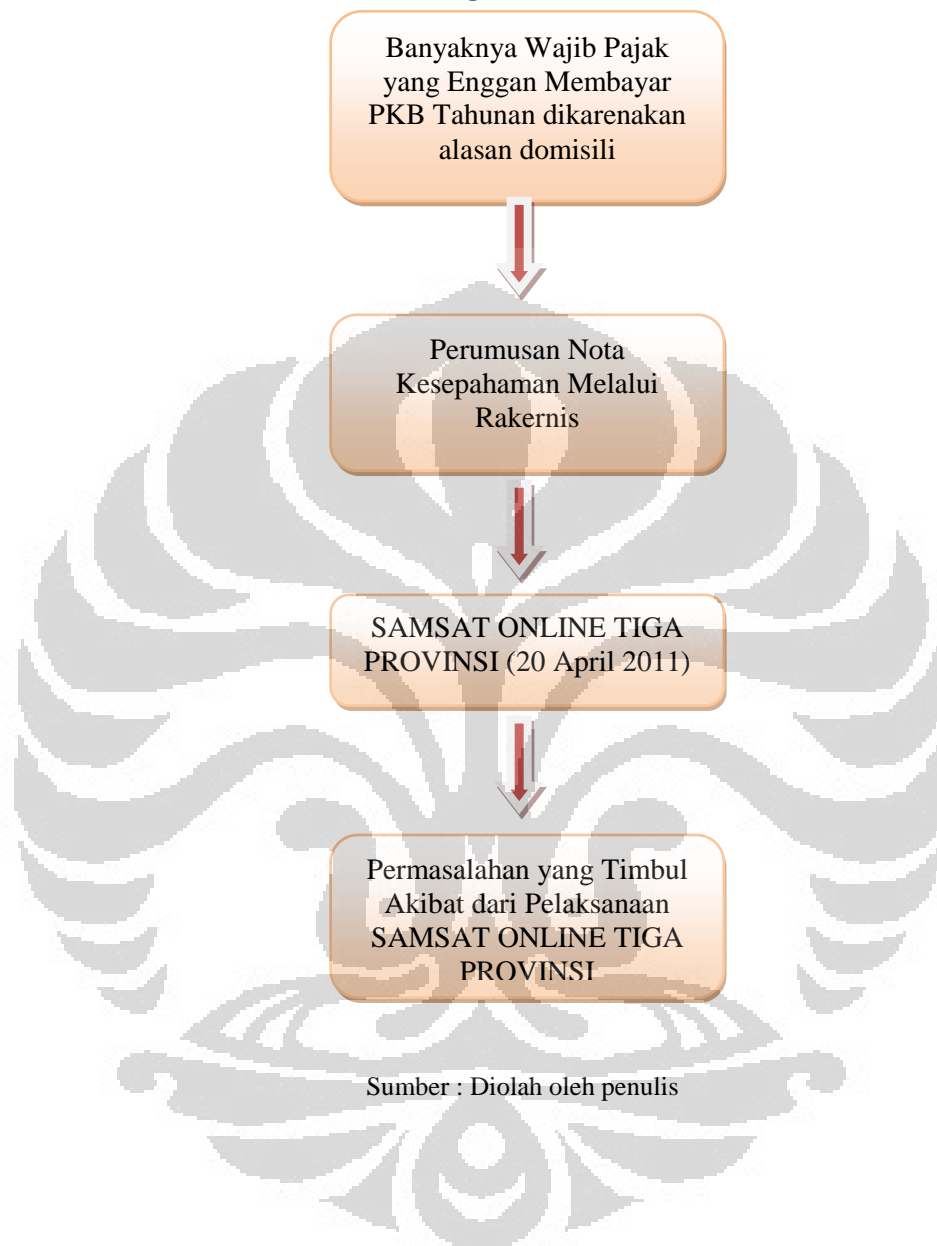 Banyaknya Wajib Pajak
yang Enggan Membayar
PKB Tahunan dikarenakan
alasan domisili
Perumusan Nota
Kesepahaman Melalui
Rakernis
SAMSAT ONLINE TIGA
PROVINSI (20 April 2011)
Permasalahan yang Timbul
Akibat dari Pelaksanaan
SAMSAT ONLINE TIGA
PROVINSI
Sumber : Diolah oleh penulis